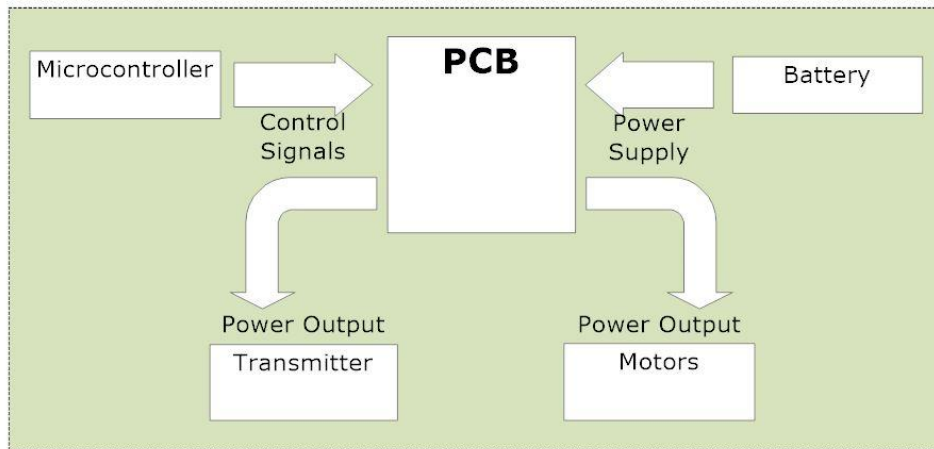 Microcontroller
PCB
Battery
Control
Signals
Power
Supply
Power Output
Transmitter
Power Output
Motors